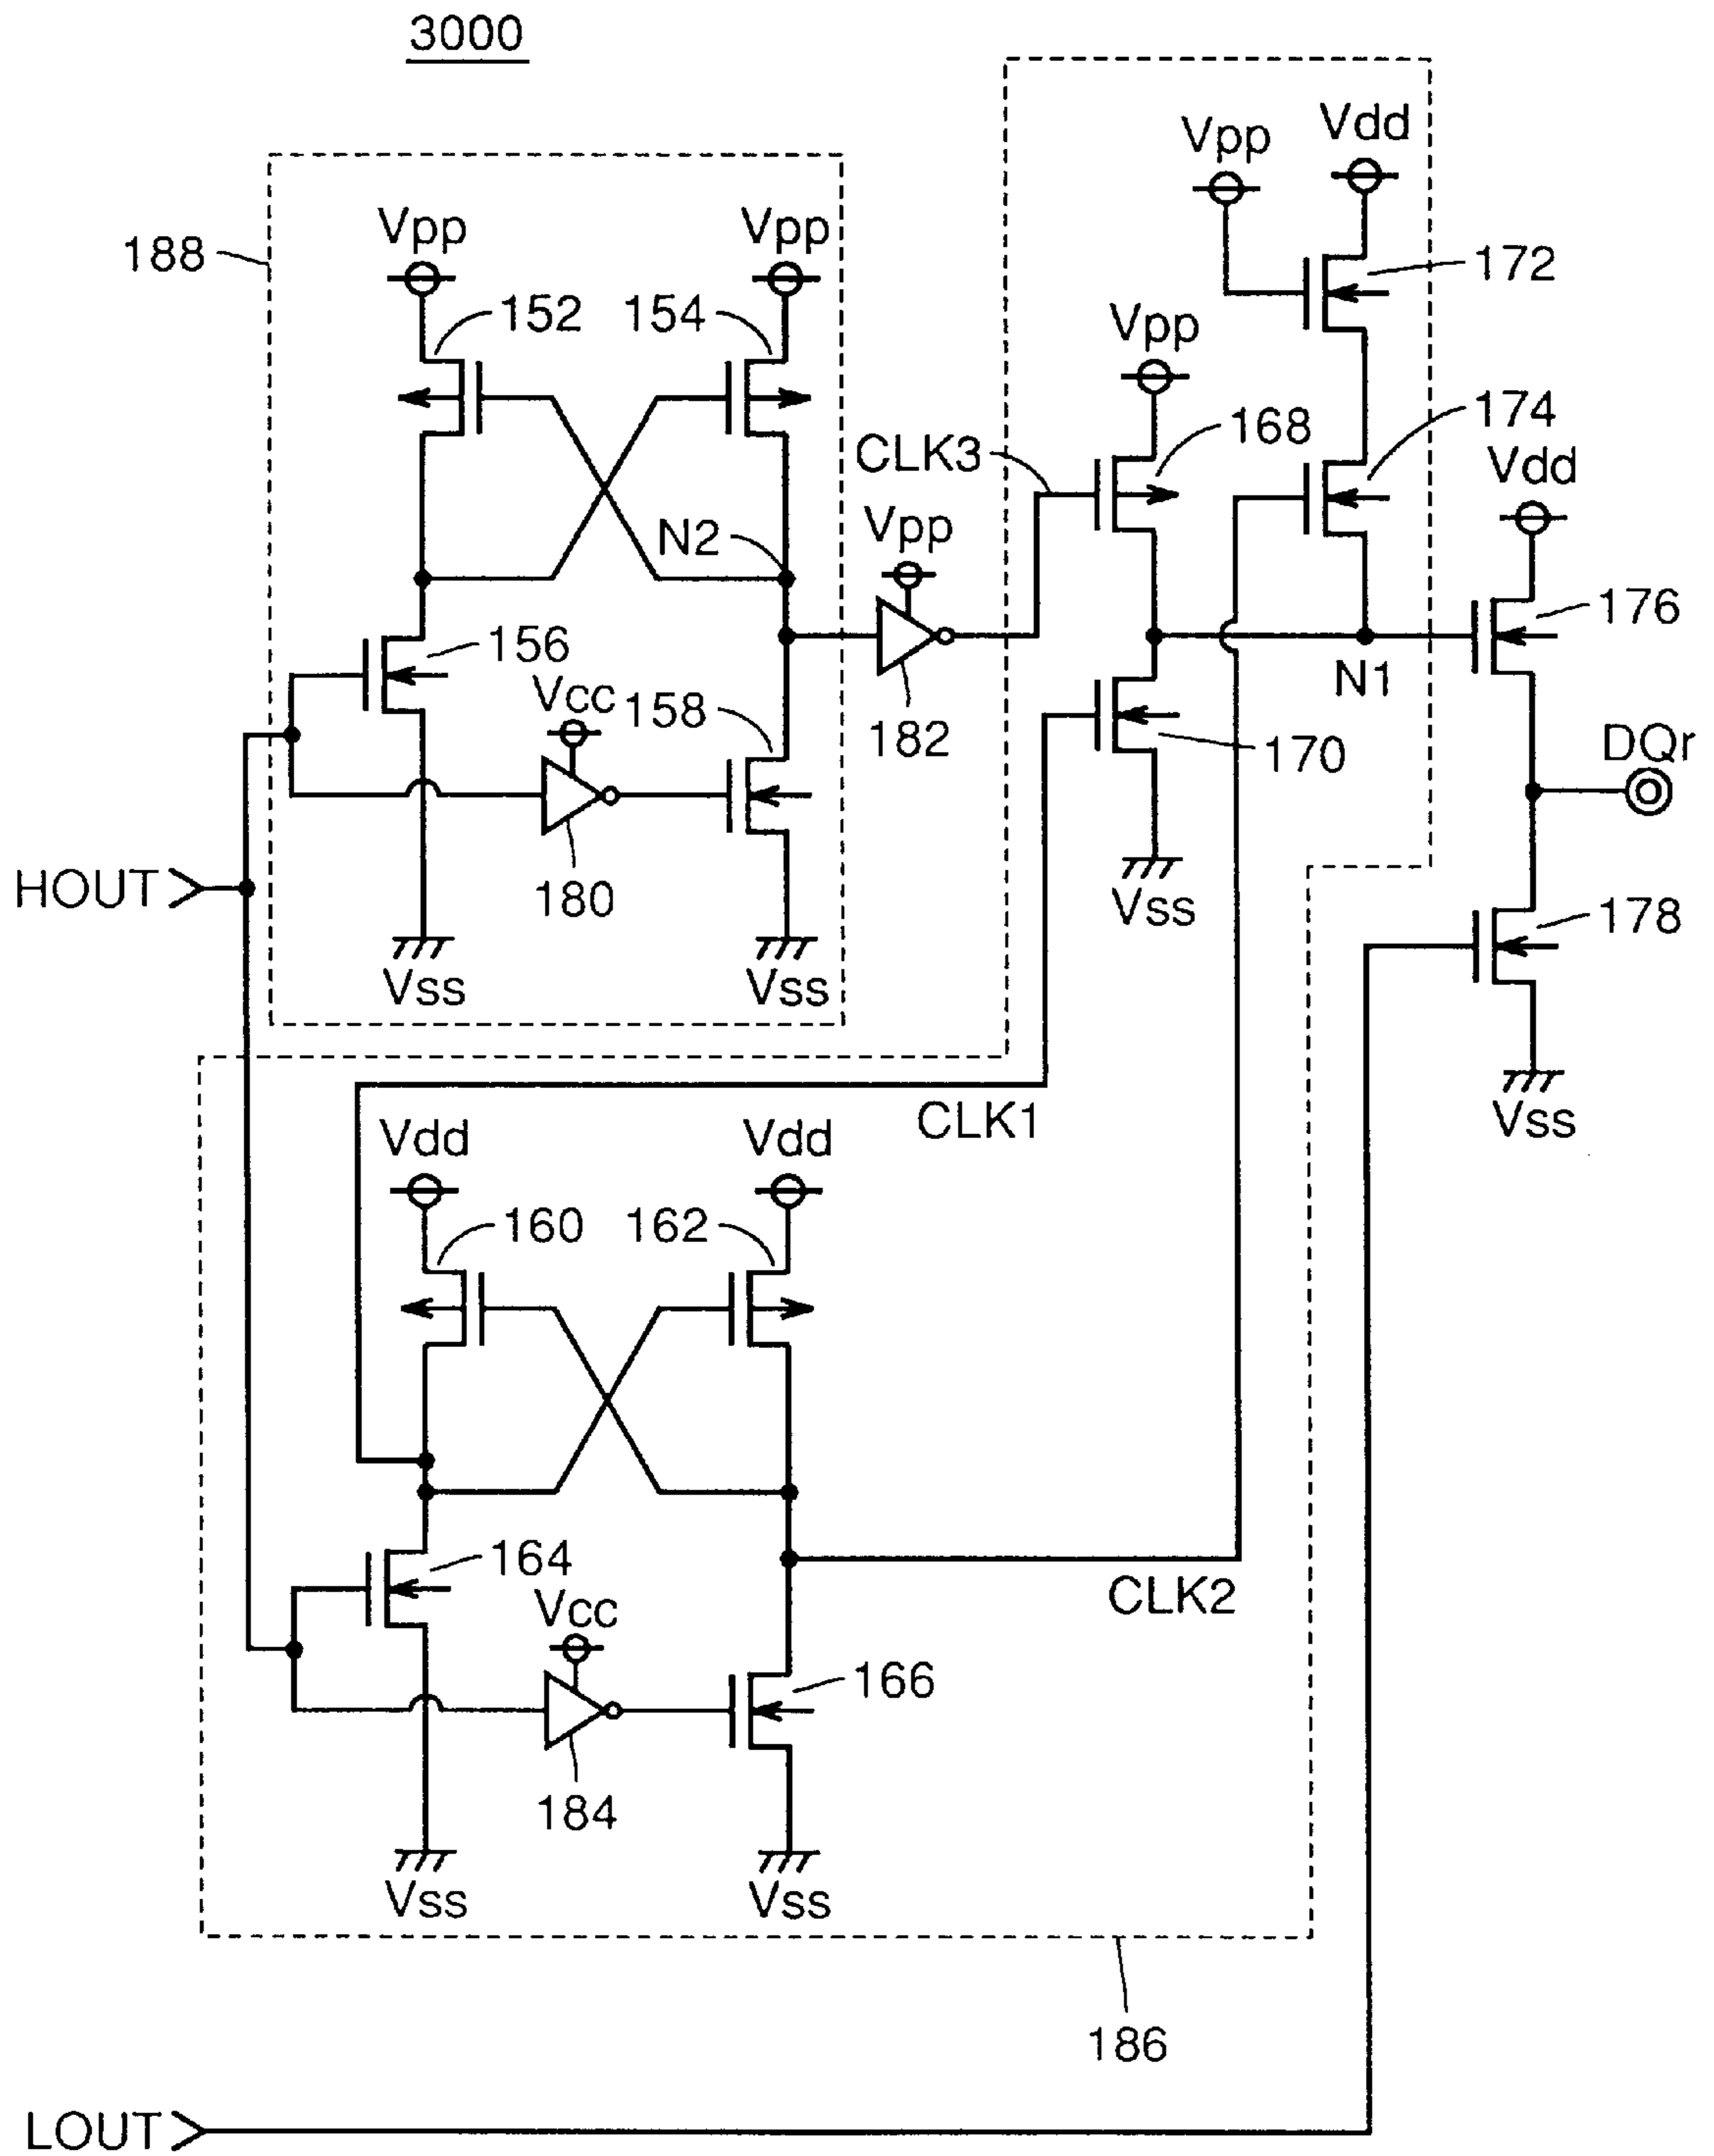 3000
Vpp
Vdd
188
Vpp
Vpp
172
152
154
Vpp
174
CLK3
168
Vdd
N2
Vpp
176
156
N1
Vcc
158
182
170
DQr
HOUT
180
Vss
178
Vss
Vss
CLK1
Vss
Vdd
Vdd
160
162
164
Vcc
CLK2
166
184
Vss
Vss
186
LOUT